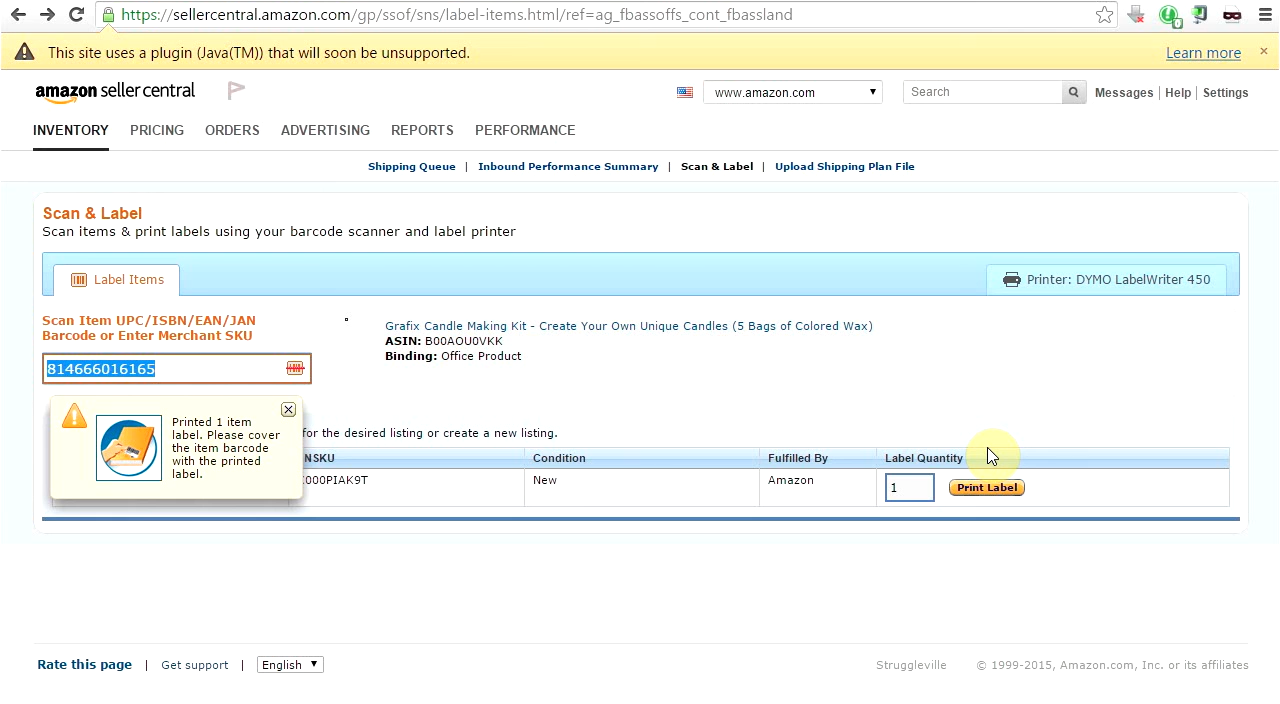 https://sellercentral.amazon.com/gp/ssof/sns/label-items.html/ref=ag_fbassoffs_cont_fbassland
This site uses a plugin (Java(TM)) that will soon be unsupported.
Learn more
×
amazon seller central
www.amazon.com
Search
Messages | Help | Settings
INVENTORY PRICING ORDERS ADVERTISING REPORTS PERFORMANCE
Shipping Queue | Inbound Performance Summary | Scan & Label | Upload Shipping Plan File
Scan & Label
Scan items & print labels using your barcode scanner and label printer
Label Items
Printer: DYMO LabelWriter 450
Scan Item UPC/ISBN/EAN/JAN
Barcode or Enter Merchant SKU
814666016165
Grafix Candle Making Kit - Create Your Own Unique Candles (5 Bags of Colored Wax)
ASIN: B00AOU0VKK
Binding: Office Product
Printed 1 item
label. Please cover
the item barcode
with the printed
label.
for the desired listing or create a new listing.
NSKU Condition Fulfilled By Label Quantity
000PIAK9T New Amazon 1 Print Label
Rate this page | Get support | English
Struggleville © 1999-2015, Amazon.com, Inc. or its affiliates